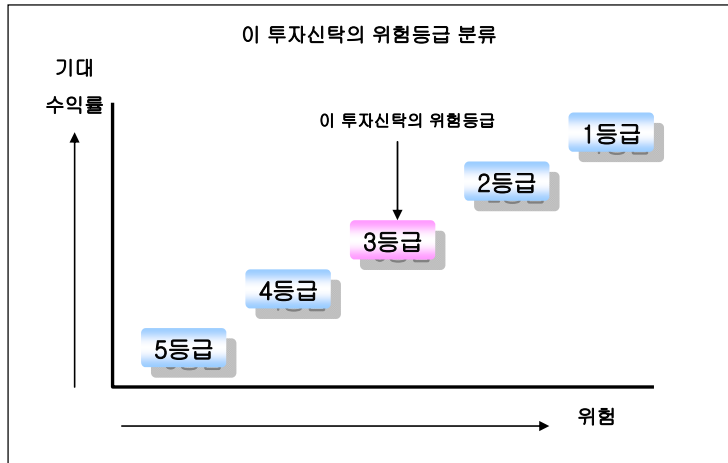 이 투자신탁의 위험등급 분류
기대
수익률
이 투자신탁의 위험등급
1등급
2등급
3등급
4등급
5등급
위험